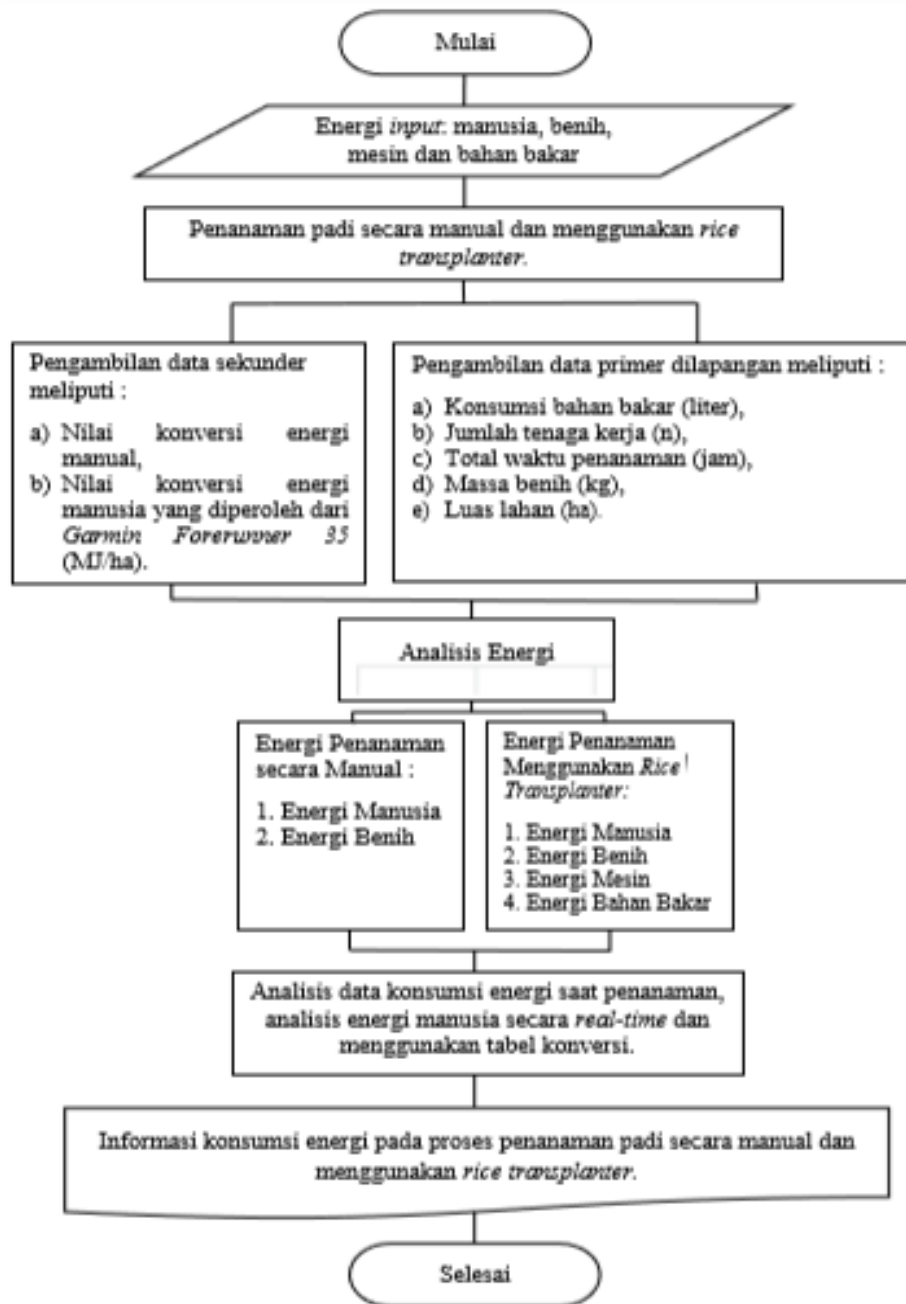 Mulai
Energi input: manusia, benih,
mesin dan bahan bakar
Penanaman padi secara manual dan menggunakan rice
transplanter.
Pengambilan data sekunder
meliputi :
a) Nilai konversi energi
manual,
b) Nilai konversi energi
manusia yang diperoleh dari
Garmin Forerunner 35
(MJ/ha).
Pengambilan data primer dilapangan meliputi :
a) Konsumsi bahan bakar (liter),
b) Jumlah tenaga kerja (n),
c) Total waktu penanaman (jam),
d) Massa benih (kg),
e) Luas lahan (ha).
Analisis Energi
Energi Penanaman
secara Manual :
1. Energi Manusia
2. Energi Benih
Energi Penanaman
Menggunakan Rice
Transplanter:
1. Energi Manusia
2. Energi Benih
3. Energi Mesin
4. Energi Bahan Bakar
Analisis data konsumsi energi saat penanaman,
analisis energi manusia secara real-time dan
menggunakan tabel konversi.
Informasi konsumsi energi pada proses penanaman padi secara manual dan
menggunakan rice transplanter.
Selesai